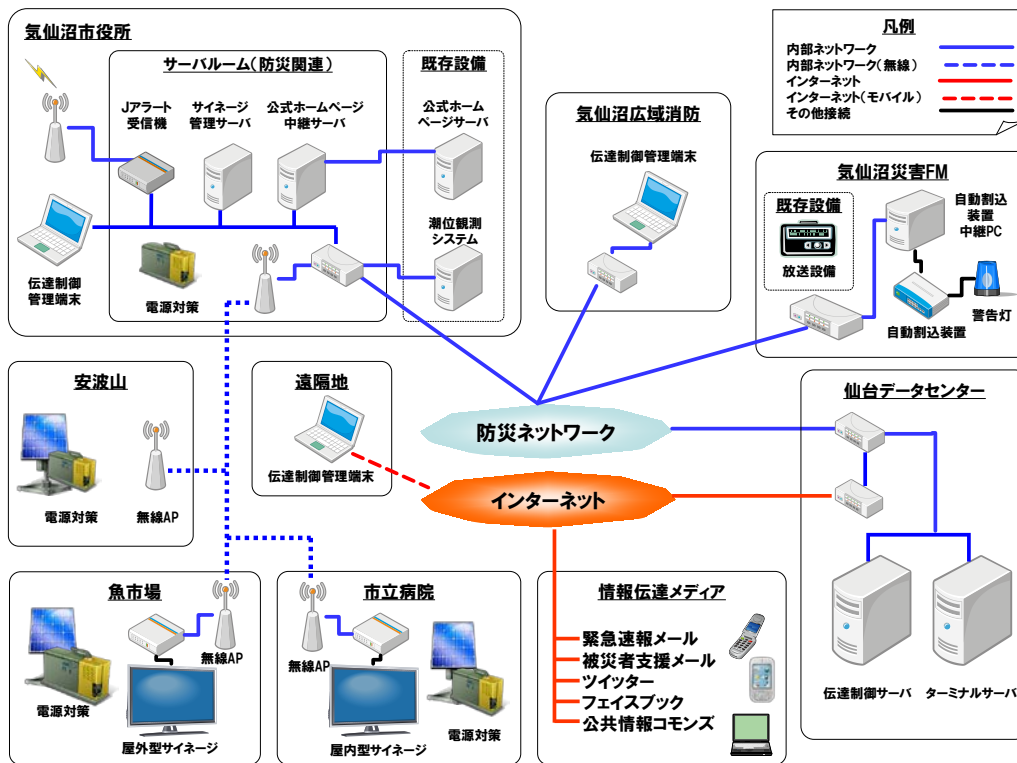 気仙沼市役所
サーバルーム(防災関連)
Jアラート
受信機
サイネージ
管理サーバ
公式ホームページ
中継サーバ
既存設備
公式ホーム
ページサーバ
潮位観測
システム
伝達制御
管理端末
電源対策
気仙沼広域消防
伝達制御管理端末
凡例
内部ネットワーク
内部ネットワーク(無線)
インターネット
インターネット(モバイル)
その他接続
気仙沼災害FM
既存設備
放送設備
自動割込
装置
中継PC
自動割込装置
警告灯
安波山
電源対策
無線AP
遠隔地
伝達制御管理端末
防災ネットワーク
インターネット
仙台データセンター
伝達制御サーバ
ターミナルサーバ
魚市場
無線AP
電源対策
屋外型サイネージ
市立病院
無線AP
屋内型サイネージ
電源対策
情報伝達メディア
緊急速報メール
被災者支援メール
ツイッター
フェイスブック
公共情報コモンズ